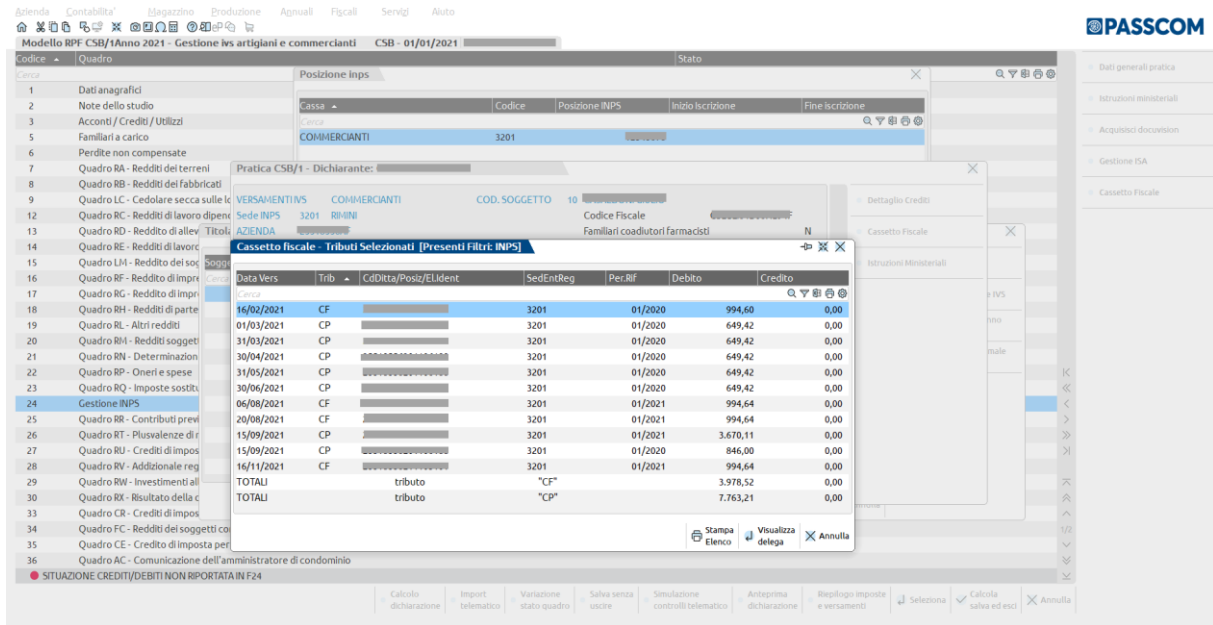 Azienda Contabilita' Magazzino Produzione Annuali Fiscali Servizi Aiuto
PASSCOM
Modello RPF C5B/1Anno 2021 - Gestione ivs artigiani e commercianti C5B - 01/01/2021
Codice Quadro Stato
Cerca
1 Dati anagrafici
2 Note dello studio
3 Acconti / Crediti / Utilizzi
5 Familiari a carico
6 Perdite non compensate
7 Quadro RA - Redditi dei terreni
8 Quadro RB - Redditi dei fabbricati
9 Quadro LC - Cedolare secca sulle lo
12 Quadro RC - Redditi di lavoro dipend
13 Quadro RD - Reddito di allev
14 Quadro RE - Redditi di lavoro
15 Quadro LM - Reddito dei sog
16 Quadro RF - Reddito di impre
17 Quadro RG - Reddito di impr
18 Quadro RH - Redditi di parte
19 Quadro RL - Altri redditi
20 Quadro RM - Redditi soggett
21 Quadro RN - Determinazion
22 Quadro RP - Oneri e spese
23 Quadro RQ - Imposte sostitu
24 Gestione INPS
25 Quadro RR - Contributi previ
26 Quadro RT - Plusvalenze di n
27 Quadro RU - Crediti di impos
28 Quadro RV - Addizionale reg
29 Quadro RW - Investimenti al
30 Quadro RX - Risultato della d
33 Quadro CR - Crediti di impos
34 Quadro FC - Redditi dei soggetti co
35 Quadro CE - Credito di imposta per
36 Quadro AC - Comunicazione dell'amministratore di condominio
SITUAZIONE CREDITI/DEBITI NON RIPORTATA IN F24
Posizione inps
Cassa Codice Posizione INPS Inizio Iscrizione Fine iscrizione
Cerca
COMMERCIANTI 3201
Pratica C5B/1 - Dichiarante:
VERSAMENTI IVS COMMERCIANTI COD. SOGGETTO 10
Sede INPS 3201 RIMINI Codice Fiscale
AZIENDA Familiari coadiutori farmacisti N
Dettaglio Crediti
Cassetto Fiscale
Istruzioni Ministeriali
Titola
Sogge
Cerca
e IVS
nno
male
Cassetto fiscale - Tributi Selezionati [Presenti Filtri: INPS]
Data Vers Trib CdDitta/Posiz/El.Ident SedEntReg Per.Rif Debito Credito
Cerca
16/02/2021 CF 3201 01/2020 994,60 0,00
01/03/2021 CP 3201 01/2020 649,42 0,00
31/03/2021 CP 3201 01/2020 649,42 0,00
30/04/2021 CP 3201 01/2020 649,42 0,00
31/05/2021 CP 3201 01/2020 649,42 0,00
30/06/2021 CP 3201 01/2020 649,42 0,00
06/08/2021 CF 3201 01/2021 994,64 0,00
20/08/2021 CF 3201 01/2021 994,64 0,00
15/09/2021 CP 3201 01/2021 3.670,11 0,00
15/09/2021 CP 3201 01/2020 846,00 0,00
16/11/2021 CF 3201 01/2021 994,64 0,00
TOTALI tributo "CF" 3.978,52 0,00
TOTALI tributo "CP" 7.763,21 0,00
Stampa Elenco Visualizza delega Annulla
Dati generali pratica
Istruzioni ministeriali
Acquisisci docuvision
Gestione ISA
Cassetto Fiscale
1/2
Calcolo dichiarazione Import telematico Variazione stato quadro Salva senza uscire Simulazione controlli telematico Anteprima dichiarazione Riepilogo imposte e versamenti Seleziona Calcola salva ed esci Annulla